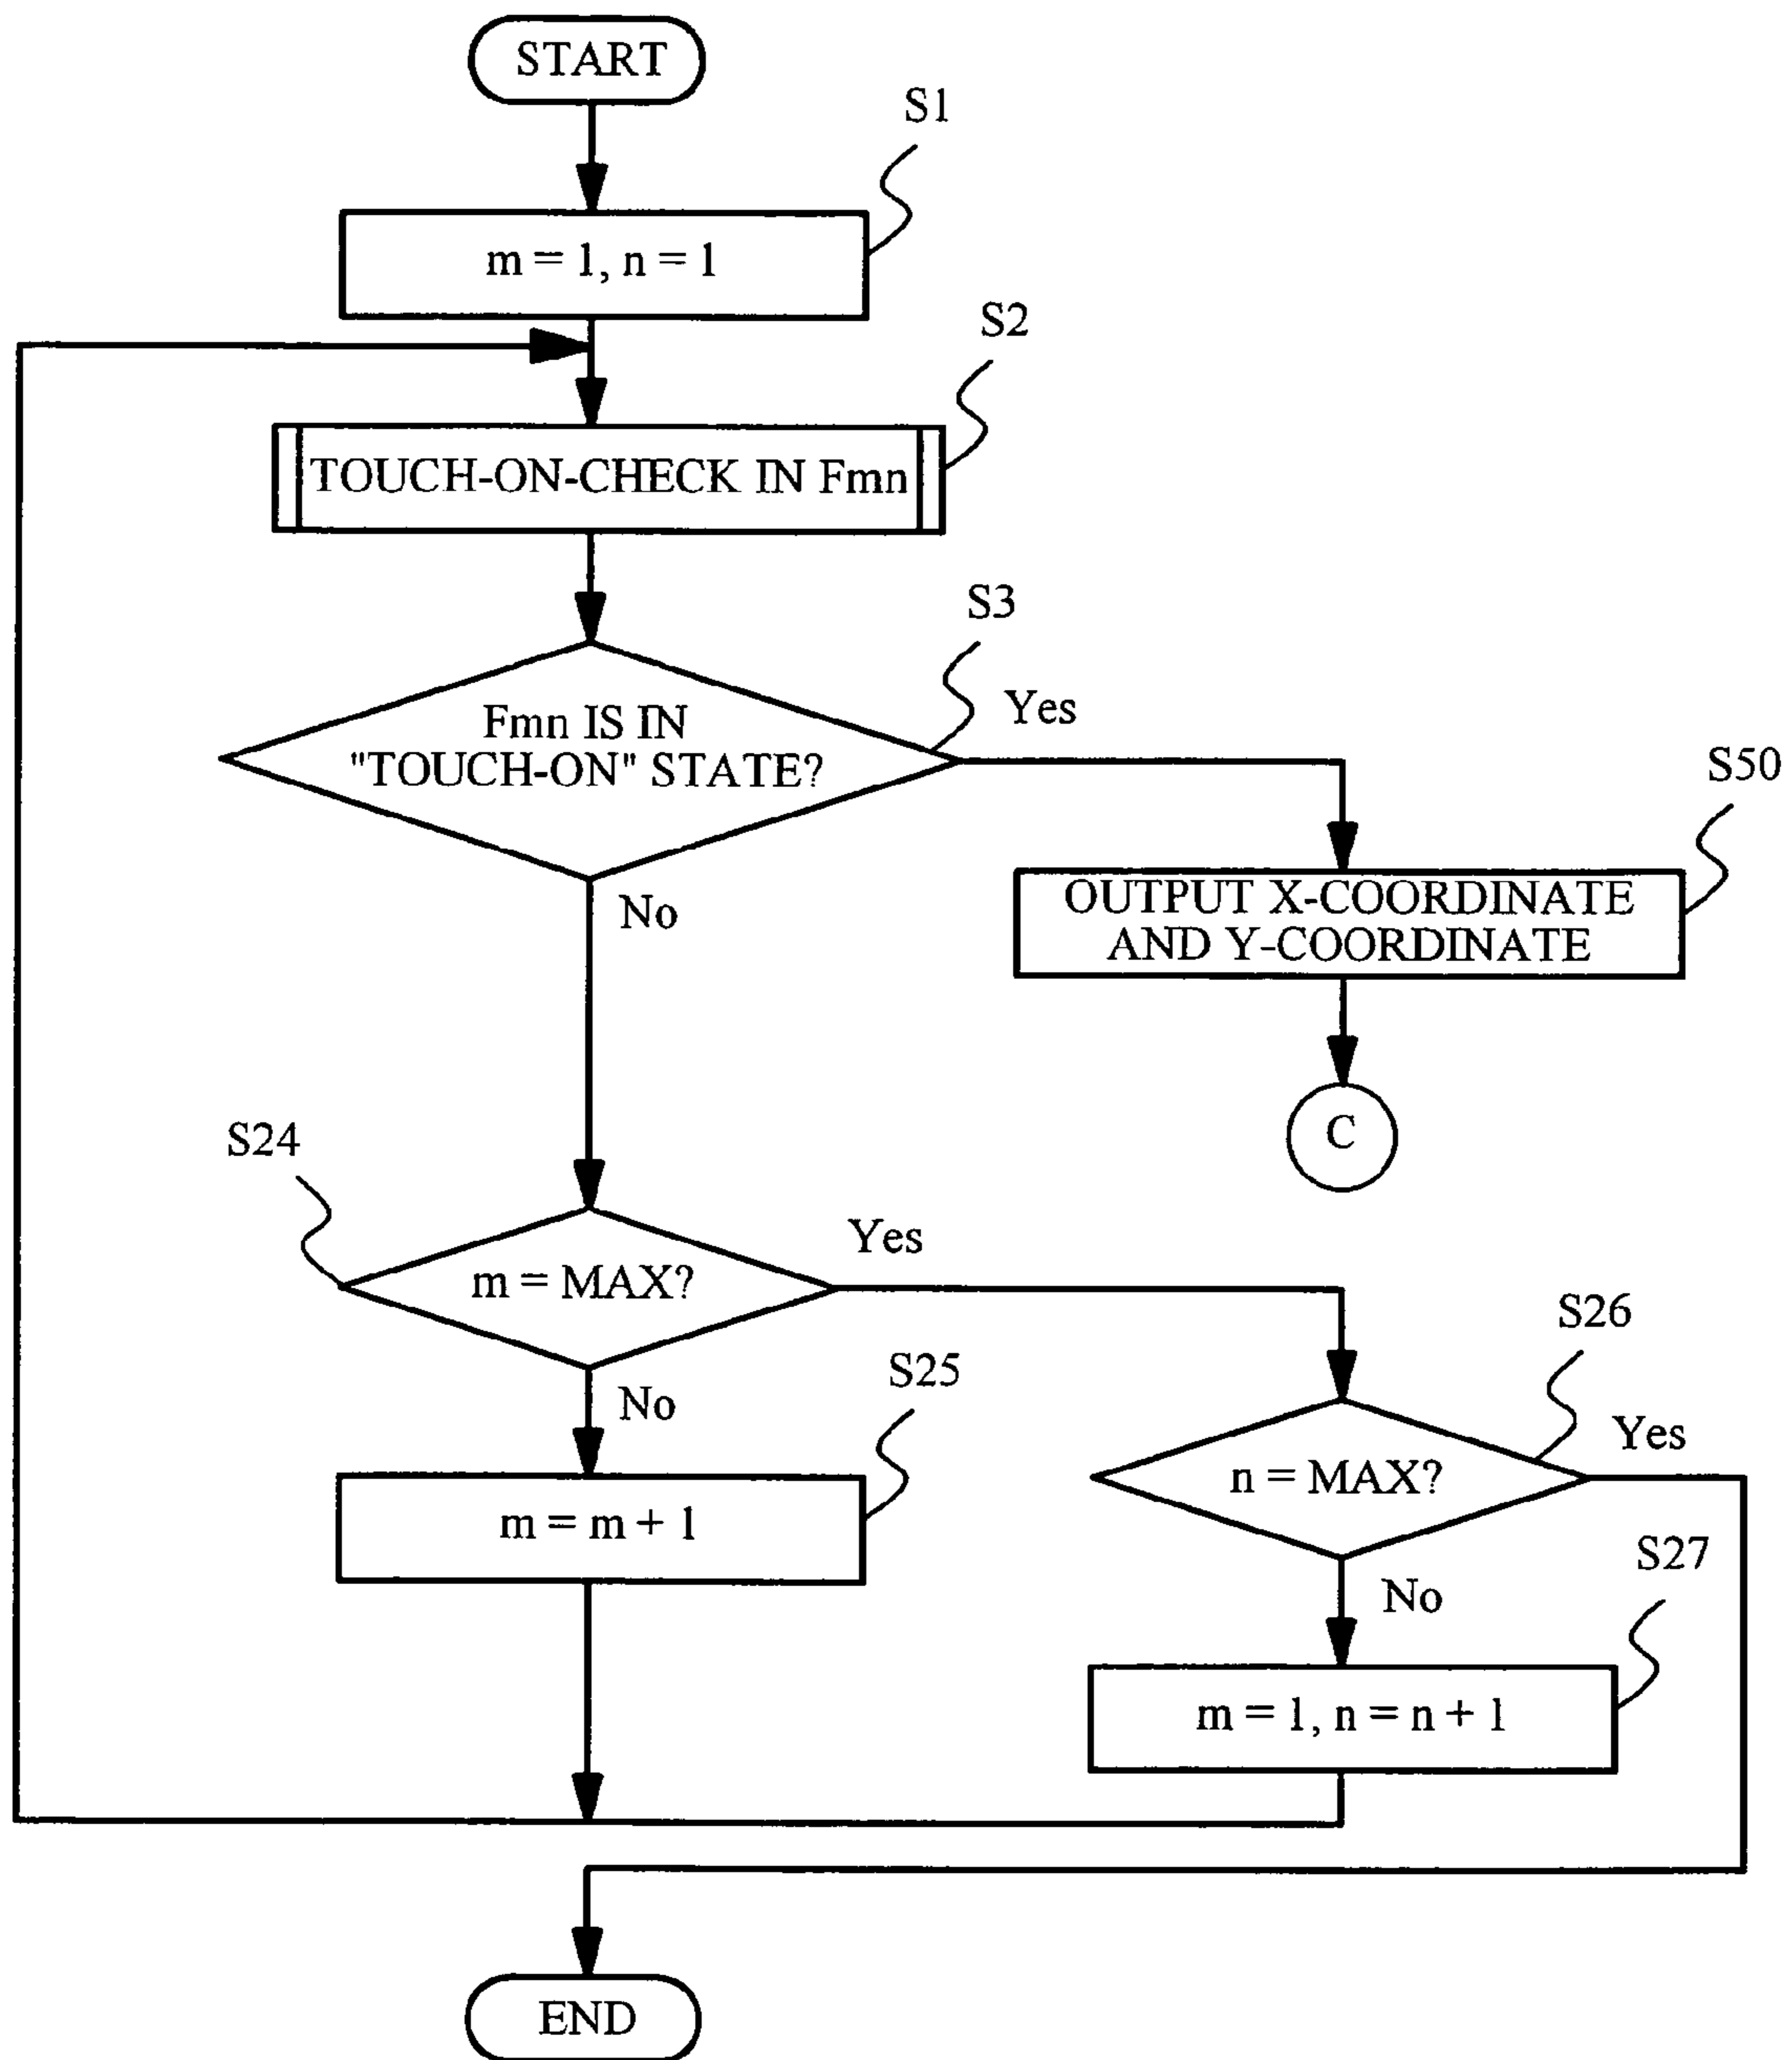 START
S1
m = 1, n = 1
S2
TOUCH-ON-CHECK IN Fmn
S3
Fmn IS IN
"TOUCH-ON" STATE?
Yes
No
S50
OUTPUT X-COORDINATE
AND Y-COORDINATE
C
S24
m = MAX?
Yes
No
S25
m = m + 1
S26
n = MAX?
Yes
No
S27
m = 1, n = n + 1
END